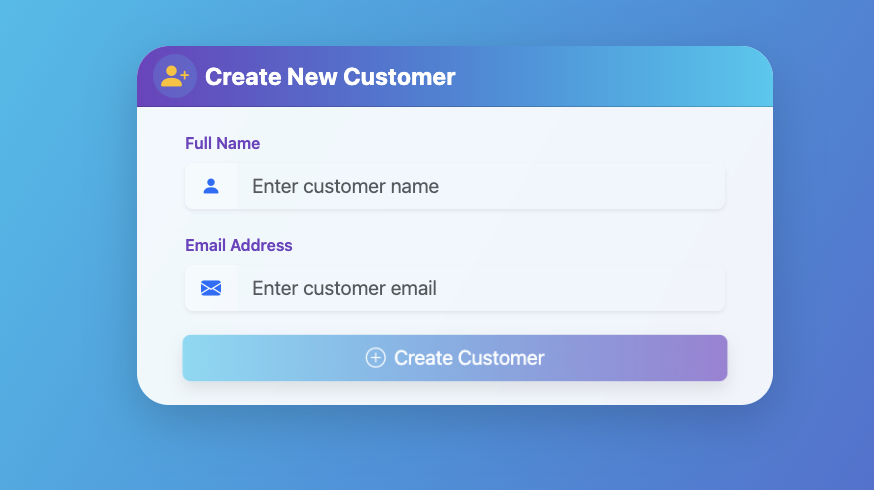 Create New Customer
Full Name
Enter customer name
Email Address
Enter customer email
Create Customer